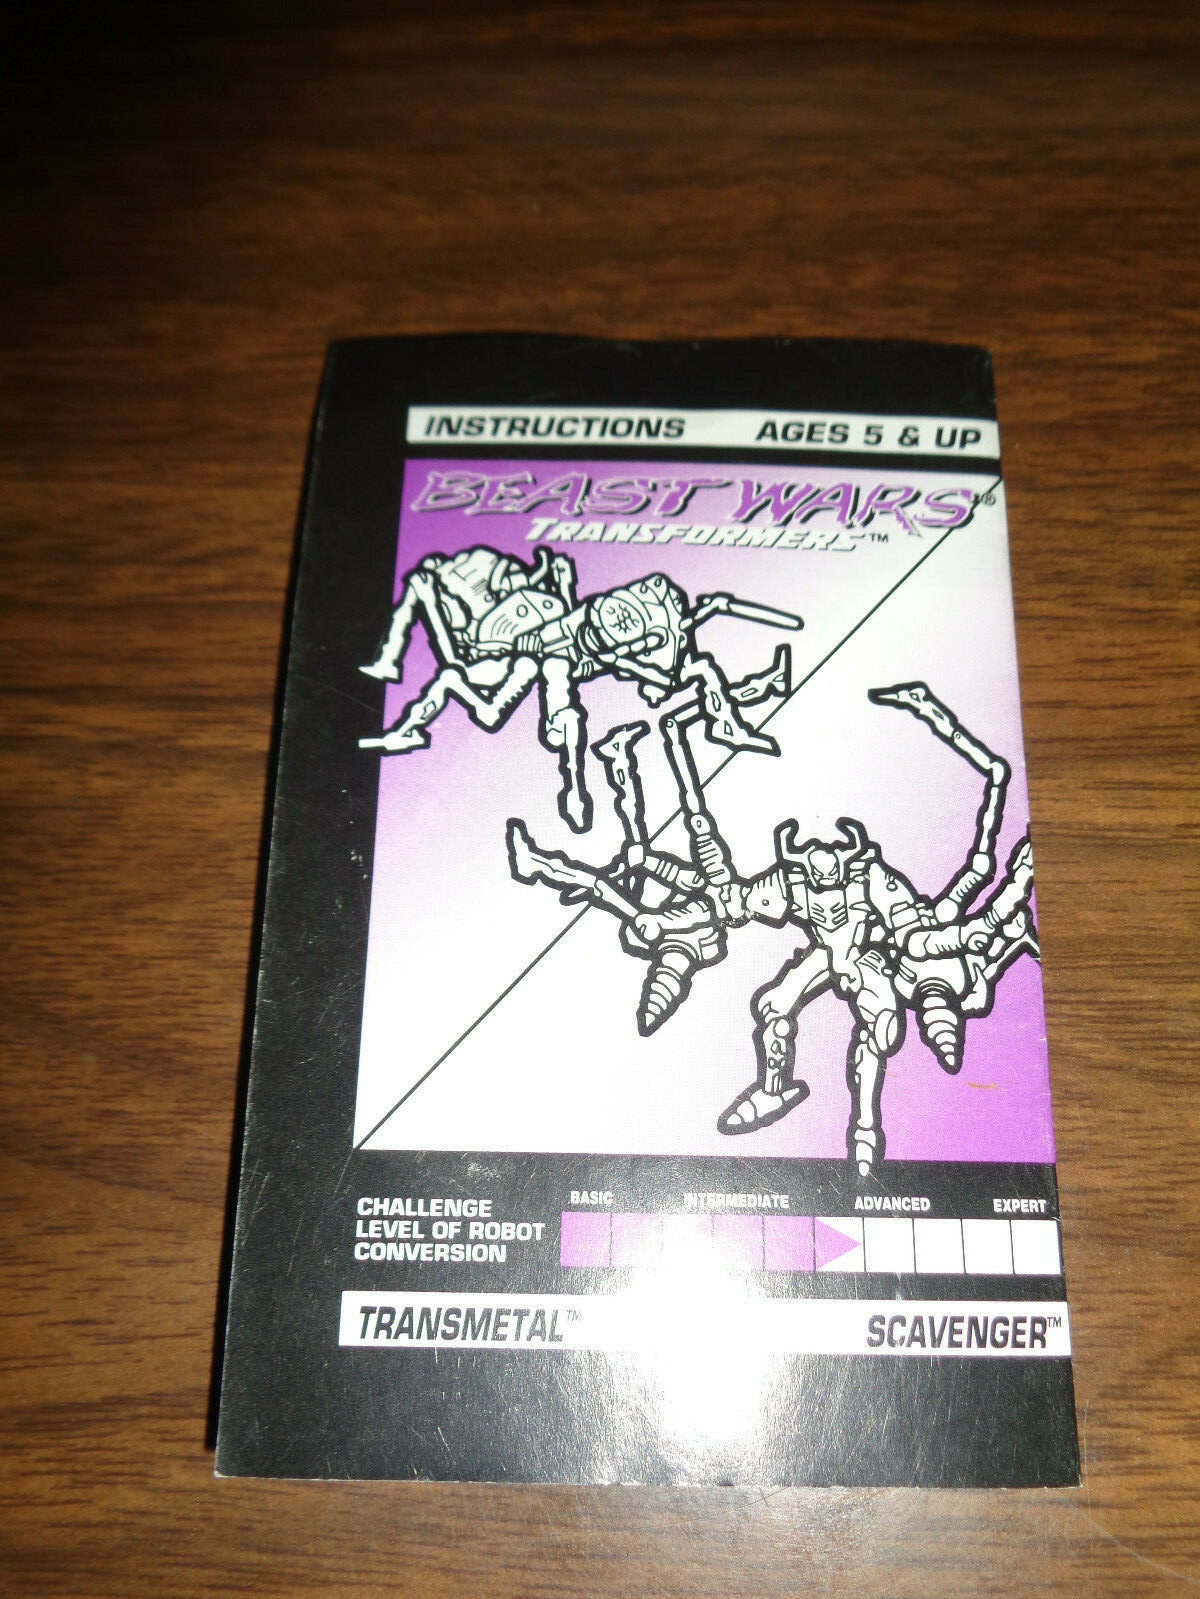 INSTRUCTIONS AGES 5 & UP
BEAST WARS®
TRANSFORMERS™
CHALLENGE
LEVEL OF ROBOT
CONVERSION
BASIC INTERMEDIATE ADVANCED EXPERT
TRANSMETAL™ SCAVENGER™